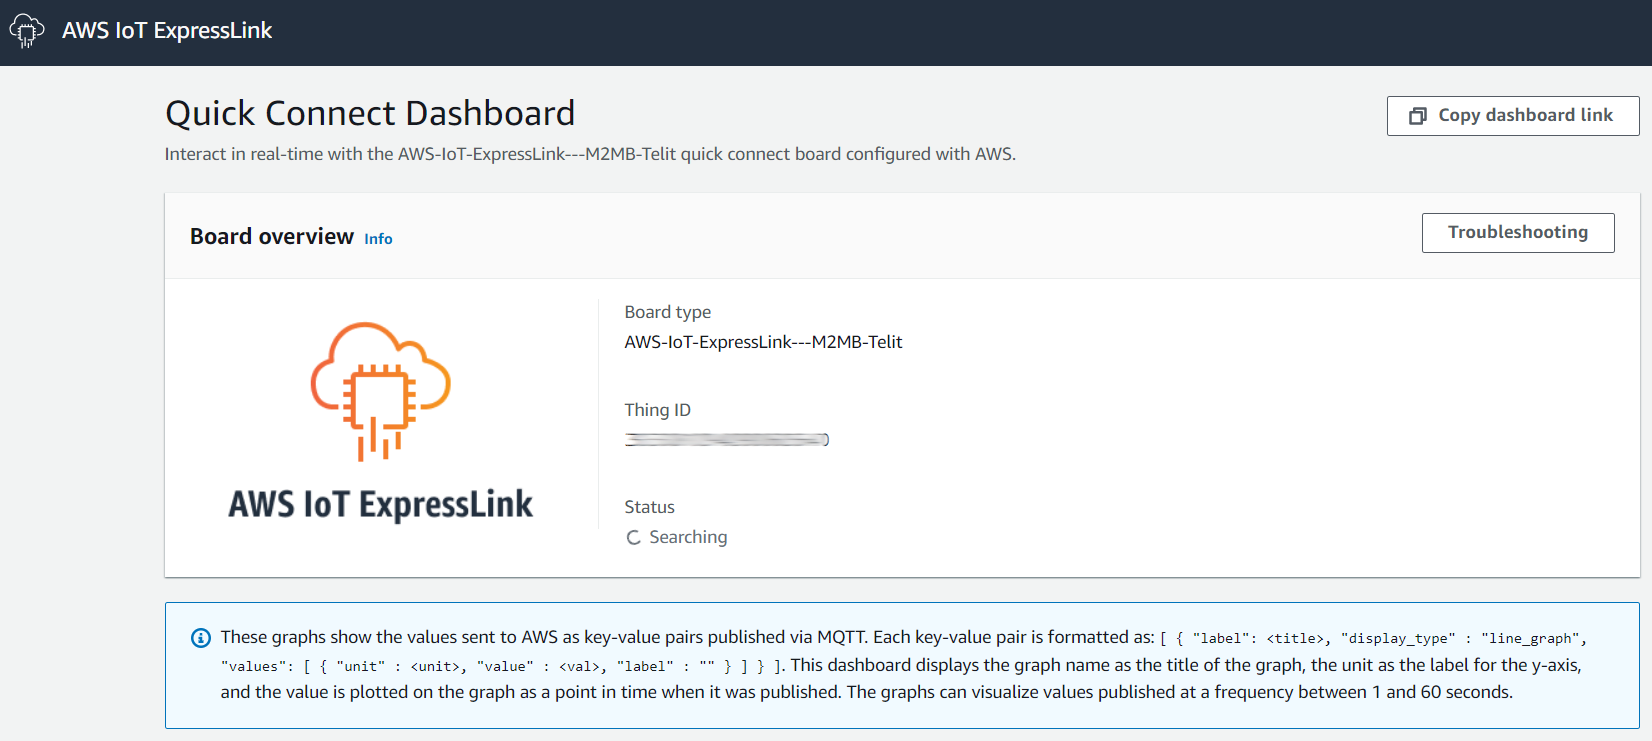 AWS IoT ExpressLink
Quick Connect Dashboard
Copy dashboard link
Interact in real-time with the AWS-IoT-ExpressLink---M2MB-Telit quick connect board configured with AWS.
Board overview Info
Troubleshooting
AWS IoT ExpressLink
Board type
AWS-IoT-ExpressLink---M2MB-Telit
Thing ID
Status
Searching
These graphs show the values sent to AWS as key-value pairs published via MQTT. Each key-value pair is formatted as: [ { "label": <title>, "display_type" : "line_graph",
"values": [ { "unit" : <unit>, "value" : <val>, "label" : "" } ] } ]. This dashboard displays the graph name as the title of the graph, the unit as the label for the y-axis,
and the value is plotted on the graph as a point in time when it was published. The graphs can visualize values published at a frequency between 1 and 60 seconds.